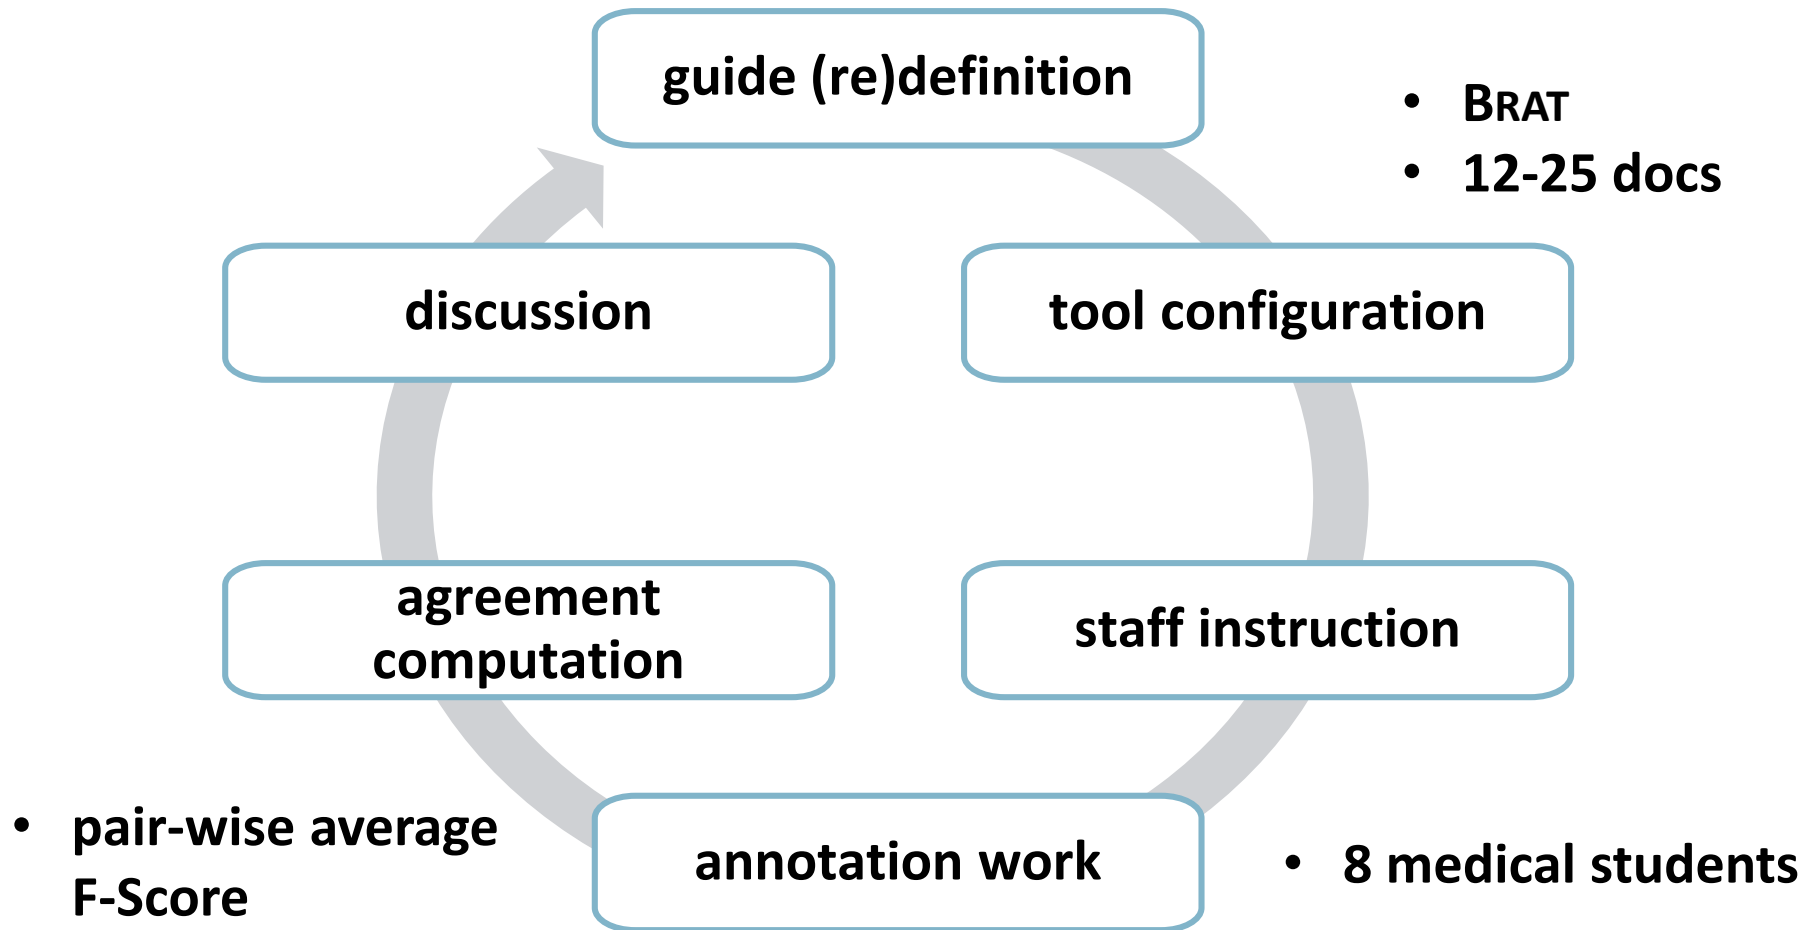 guide (re)definition
• BRAT
• 12-25 docs
discussion
tool configuration
agreement
computation
staff instruction
• pair-wise average
F-Score
annotation work
• 8 medical students